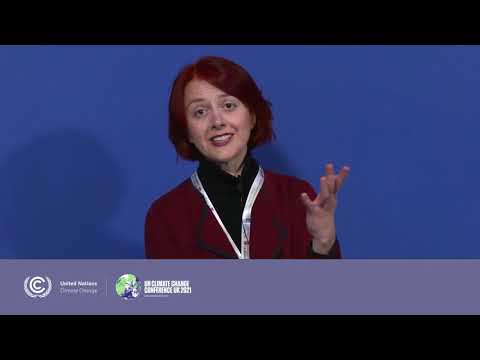 United Nations
Climate Change
UN CLIMATE CHANGE
CONFERENCE UK 2021